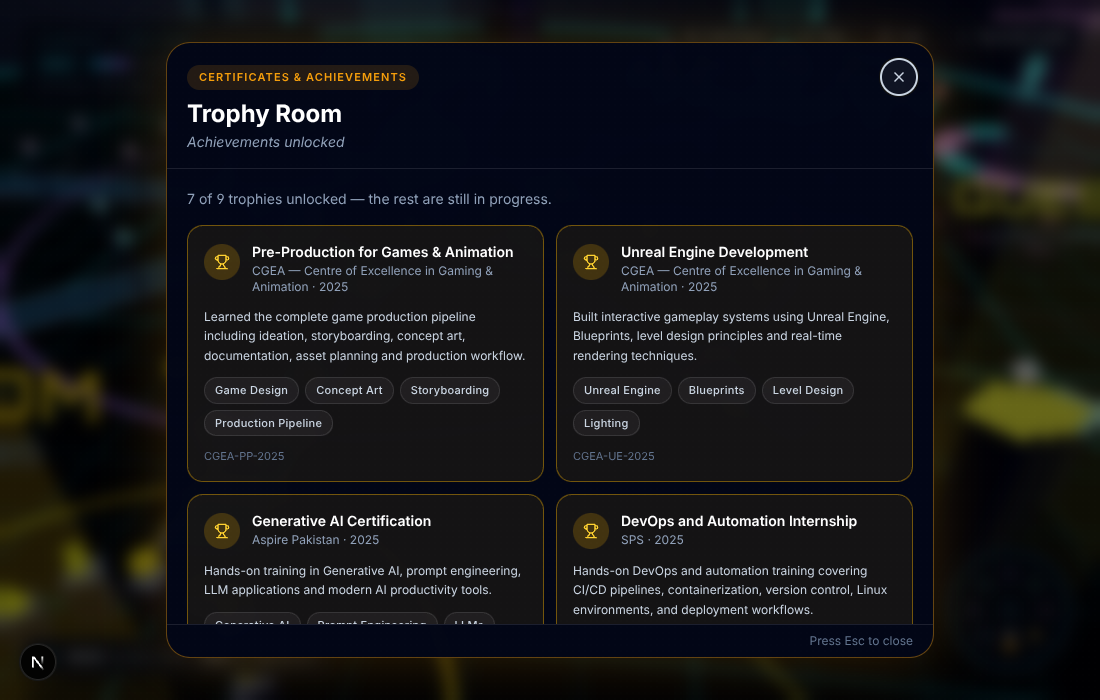 CERTIFICATES & ACHIEVEMENTS
Trophy Room
Achievements unlocked
7 of 9 trophies unlocked — the rest are still in progress.
Pre-Production for Games & Animation
CGEA — Centre of Excellence in Gaming &
Animation · 2025
Learned the complete game production pipeline
including ideation, storyboarding, concept art,
documentation, asset planning and production workflow.
Game Design
Concept Art
Storyboarding
Production Pipeline
CGEA-PP-2025
Unreal Engine Development
CGEA — Centre of Excellence in Gaming &
Animation · 2025
Built interactive gameplay systems using Unreal Engine,
Blueprints, level design principles and real-time
rendering techniques.
Unreal Engine
Blueprints
Level Design
Lighting
CGEA-UE-2025
Generative AI Certification
Aspire Pakistan · 2025
Hands-on training in Generative AI, prompt engineering,
LLM applications and modern AI productivity tools.
Generative AI
Prompt Engineering
LLMs
DevOps and Automation Internship
SPS · 2025
Hands-on DevOps and automation training covering
CI/CD pipelines, containerization, version control, Linux
environments, and deployment workflows.
Press Esc to close
N